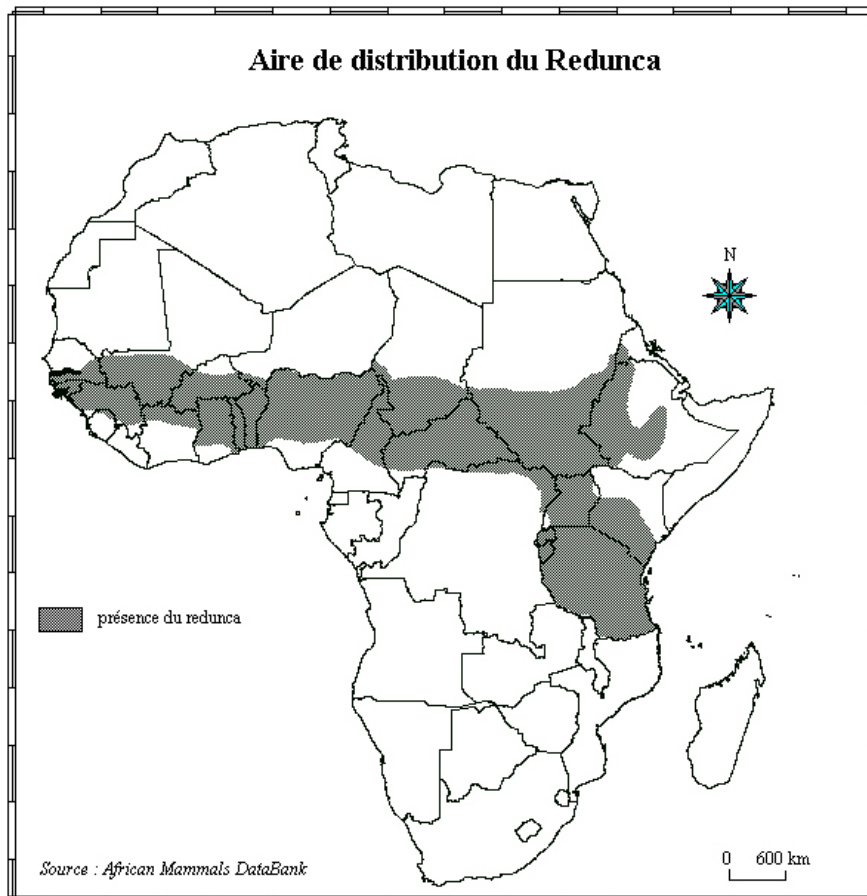 Aire de distribution du Redunca
N
présence du redunca
Source : African Mammals DataBank
0 600 km